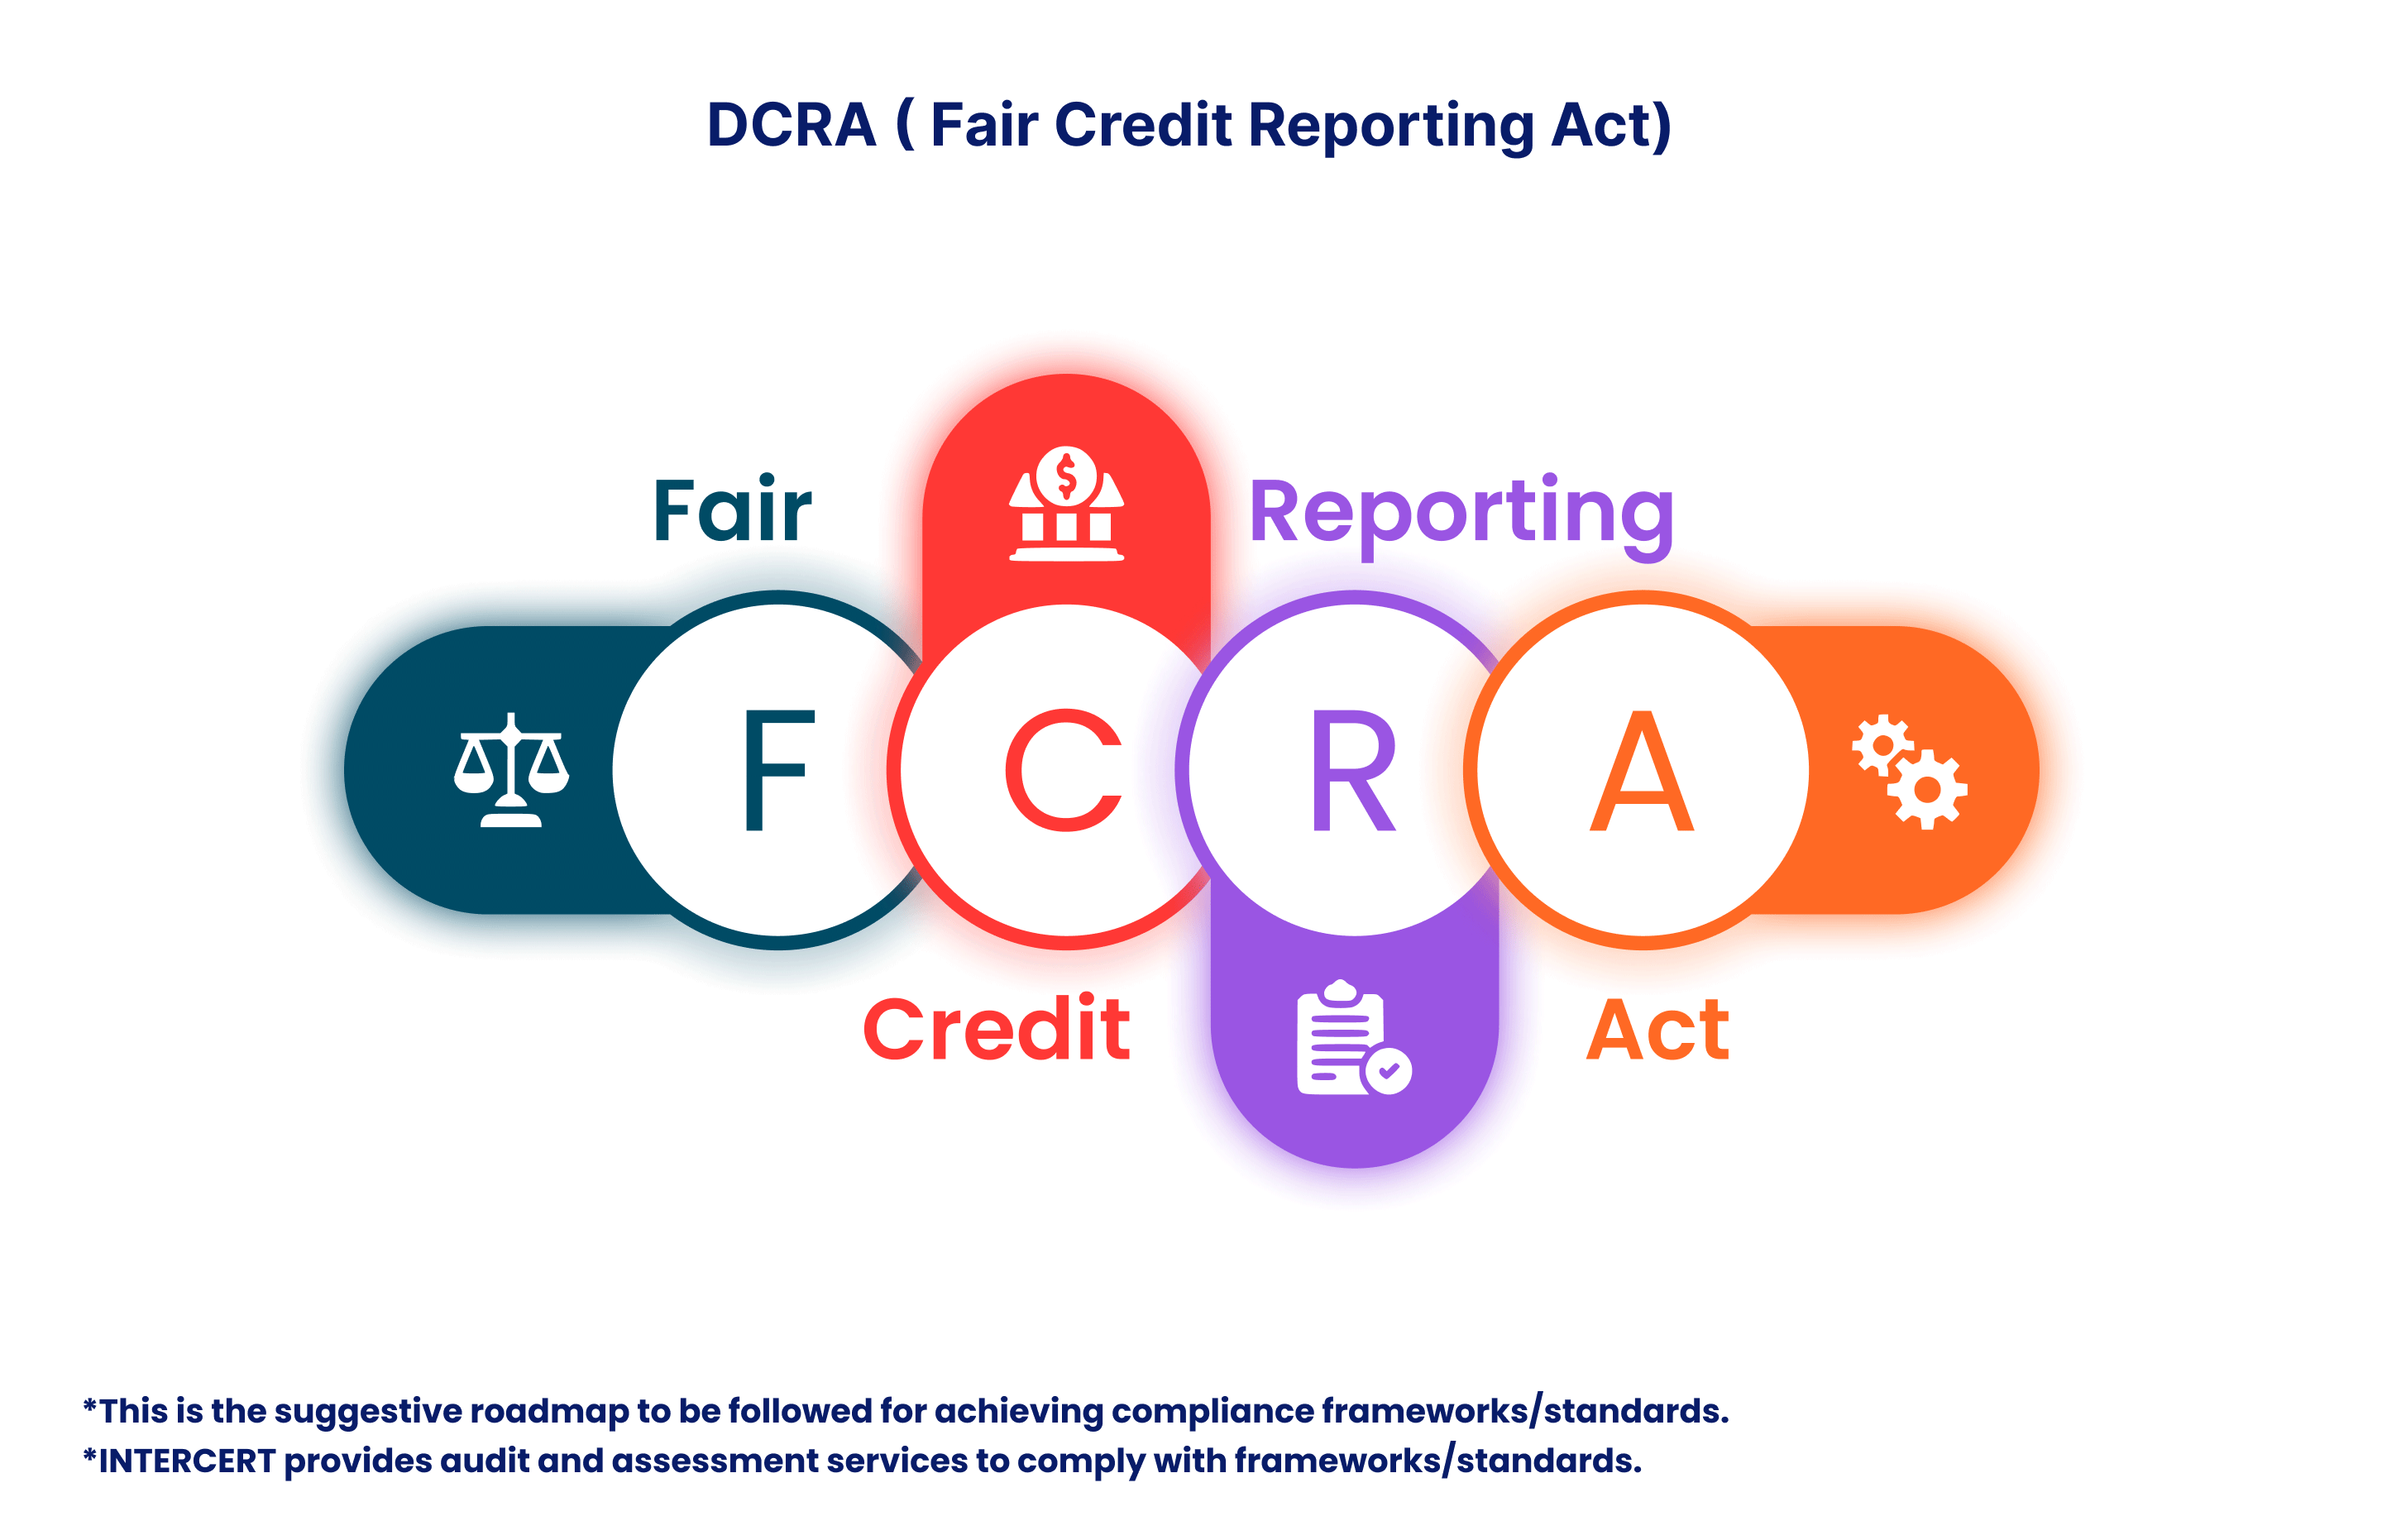 DCRA ( Fair Credit Reporting Act)
Fair
Reporting
$
F
C
R
A
Credit
Act
*This is the suggestive roadmap to be followed for achieving compliance frameworks/standards.
*INTERCERT provides audit and assessment services to comply with frameworks/standards.